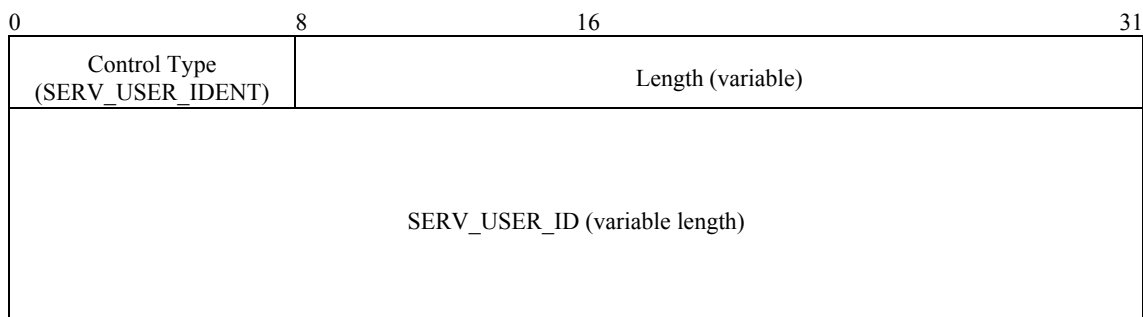 0 8 16 31
Control Type
(SERV_USER_IDENT)
Length (variable)
SERV_USER_ID (variable length)